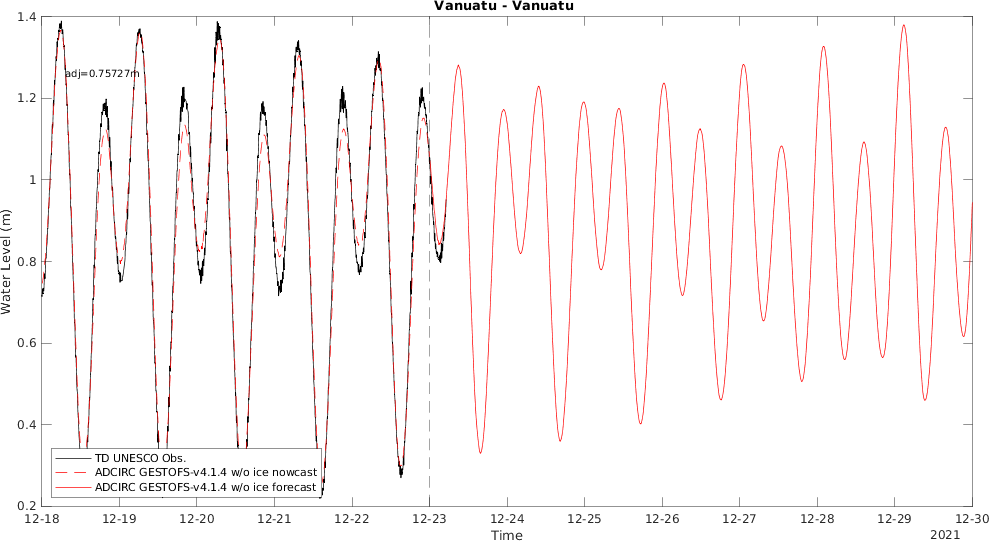 Vanuatu - Vanuatu
1.4
1.2
1
0.8
0.6
0.4
0.2
Water Level (m)
adj=0.75727m
TD UNESCO Obs.
ADCIRC GESTOFS-v4.1.4 w/o ice nowcast
ADCIRC GESTOFS-v4.1.4 w/o ice forecast
12-18 12-19 12-20 12-21 12-22 12-23 12-24 12-25 12-26 12-27 12-28 12-29 12-30
Time
2021